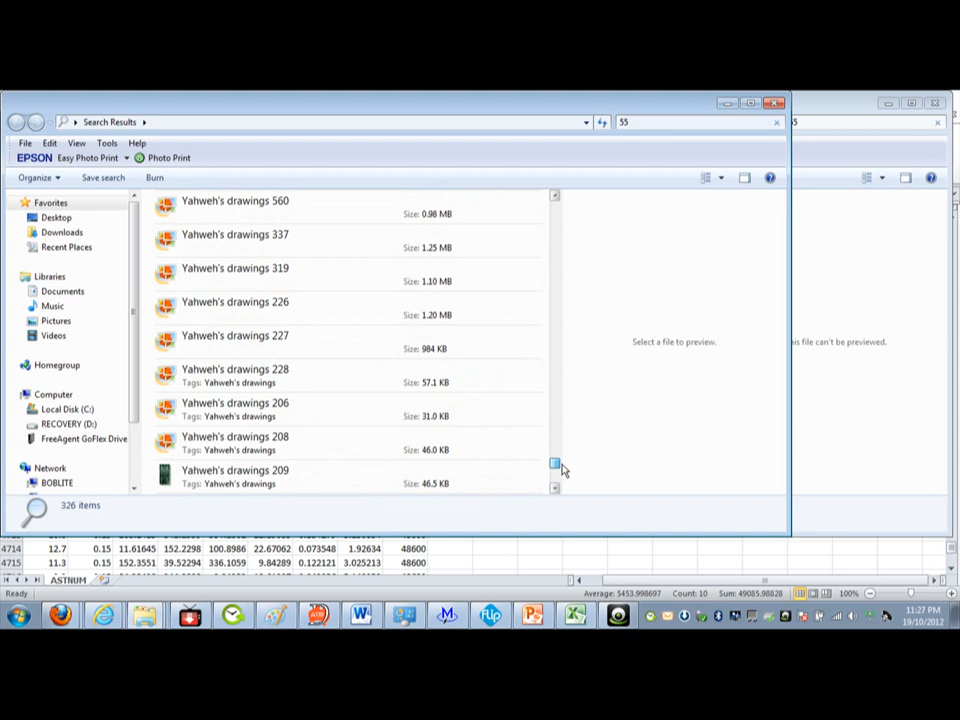 Search Results
55
55
File Edit View Tools Help
EPSON Easy Photo Print Photo Print
Organize Save search Burn
Favorites
Desktop
Downloads
Recent Places
Libraries
Documents
Music
Pictures
Videos
Homegroup
Computer
Local Disk (C:)
RECOVERY (D:)
FreeAgent GoFlex Drive
Network
BOBLITE
Yahweh's drawings 560
Size: 0.98 MB
Yahweh's drawings 337
Size: 1.25 MB
Yahweh's drawings 319
Size: 1.10 MB
Yahweh's drawings 226
Size: 1.20 MB
Yahweh's drawings 227
Size: 984 KB
Yahweh's drawings 228
Tags: Yahweh's drawings Size: 57.1 KB
Yahweh's drawings 206
Tags: Yahweh's drawings Size: 31.0 KB
Yahweh's drawings 208
Tags: Yahweh's drawings Size: 46.0 KB
Yahweh's drawings 209
Tags: Yahweh's drawings Size: 46.5 KB
Select a file to preview.
his file can't be previewed.
326 items
4714 12.7 0.15 11.61645 152.2298 100.8986 22.67062 0.073548 1.92634 48600
4715 11.3 0.15 152.3551 39.52294 336.1059 9.84289 0.122121 3.025213 48600
ASTNUM
Ready Average: 5453.998697 Count: 10 Sum: 49085.98828 100%
11:27 PM
19/10/2012